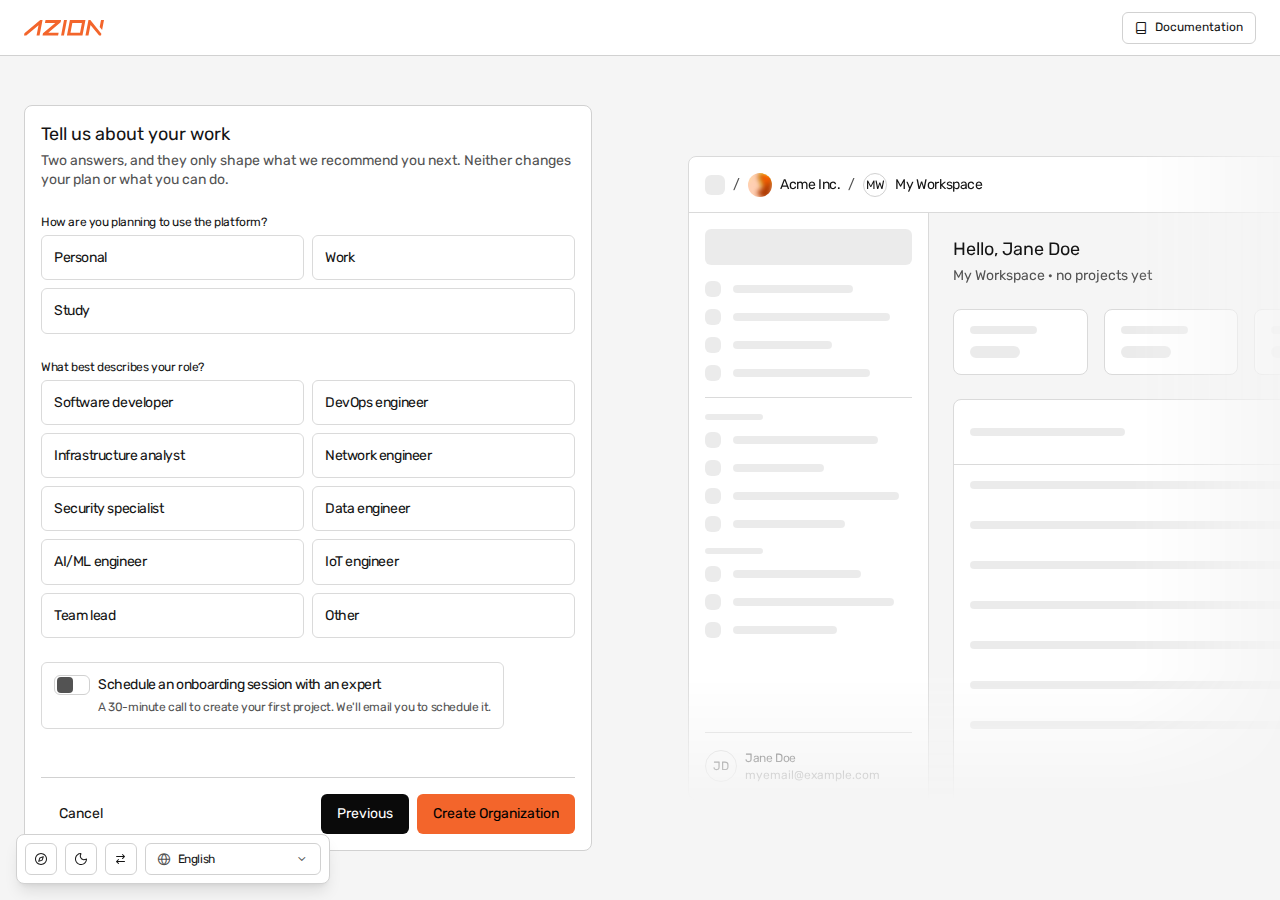 AZION
Documentation
Tell us about your work
Two answers, and they only shape what we recommend you next. Neither changes
your plan or what you can do.
How are you planning to use the platform?
Personal
Work
Study
What best describes your role?
Software developer
DevOps engineer
Infrastructure analyst
Network engineer
Security specialist
Data engineer
AI/ML engineer
IoT engineer
Team lead
Other
Schedule an onboarding session with an expert
A 30-minute call to create your first project. We'll email you to schedule it.
Cancel
Previous
Create Organization
English
/ Acme Inc. / MW My Workspace
Hello, Jane Doe
My Workspace • no projects yet
JD
Jane Doe
myemail@example.com